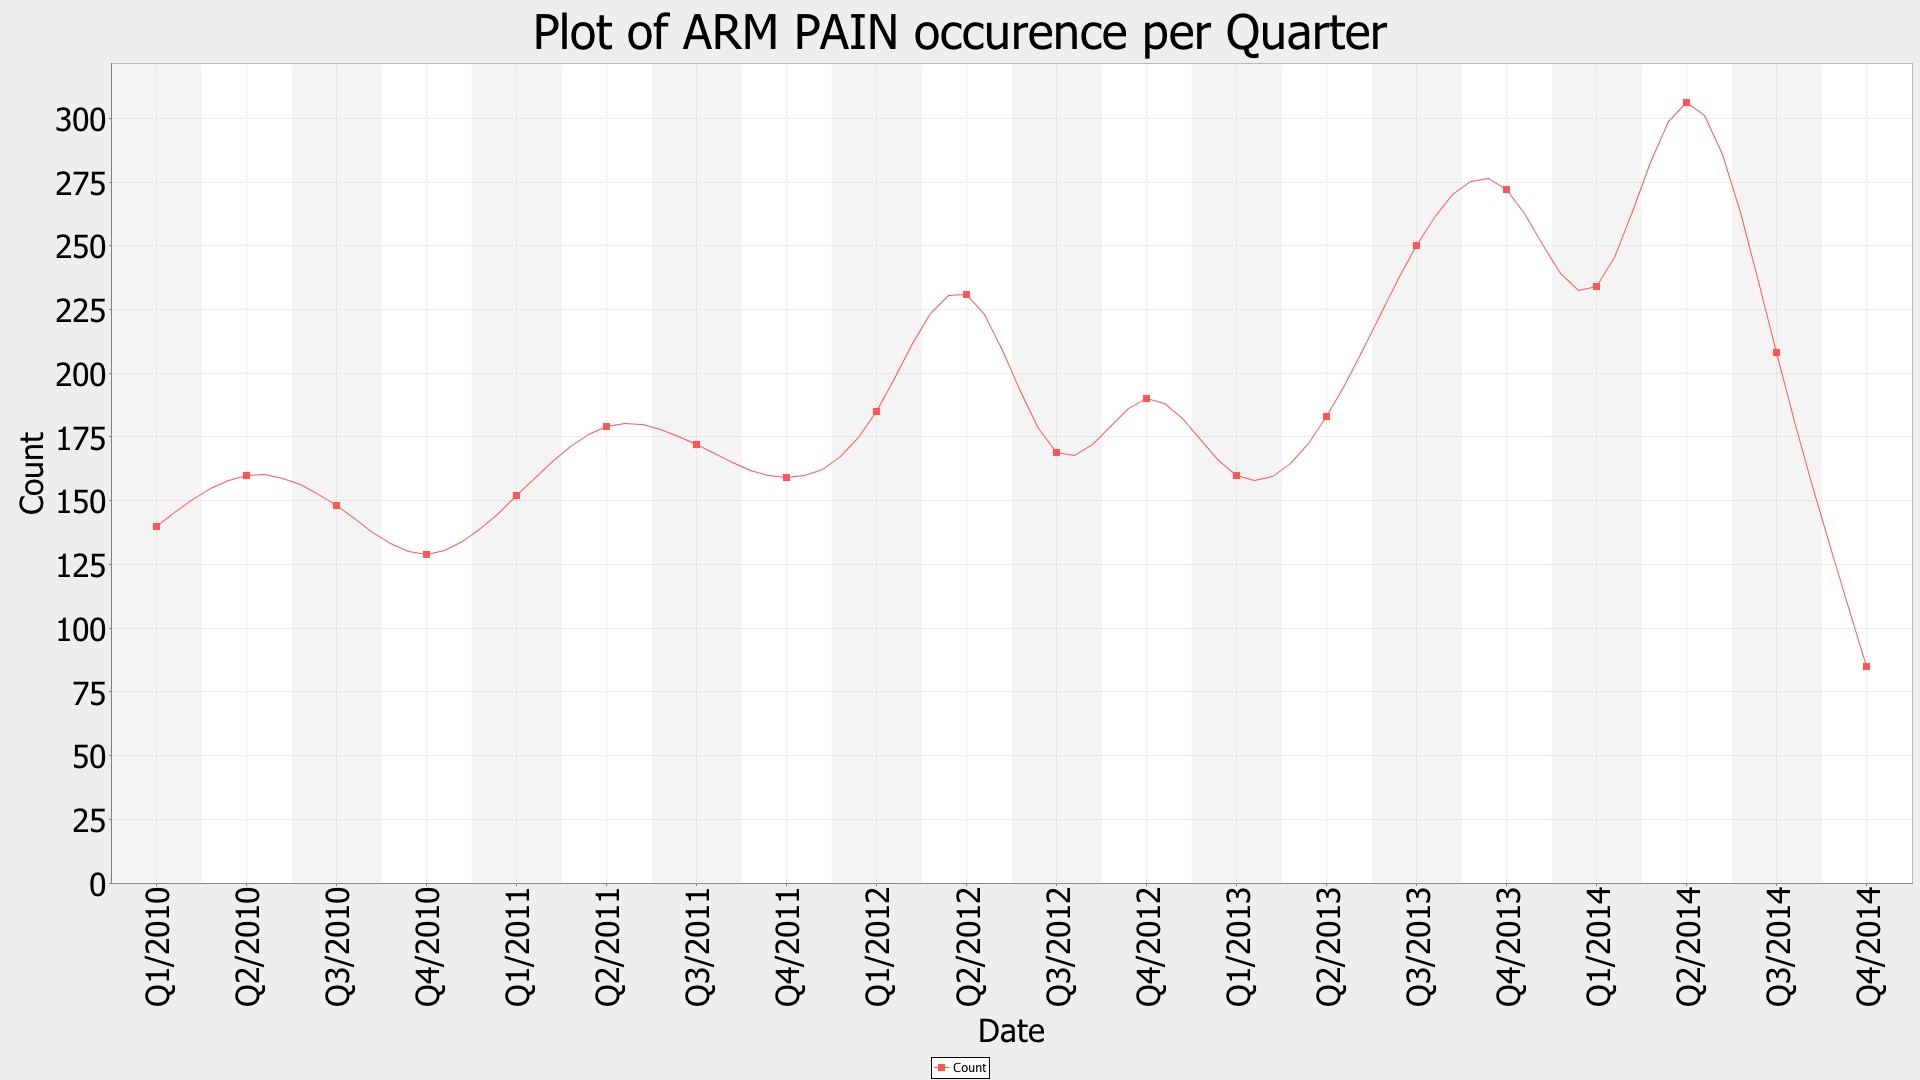 Plot of ARM PAIN occurence per Quarter
300
275
250
225
200
175
150
125
100
75
50
25
0
Count
Q1/2010
Q2/2010
Q3/2010
Q4/2010
Q1/2011
Q2/2011
Q3/2011
Q4/2011
Q1/2012
Q2/2012
Q3/2012
Q4/2012
Q1/2013
Q2/2013
Q3/2013
Q4/2013
Q1/2014
Q2/2014
Q3/2014
Q4/2014
Date
Count